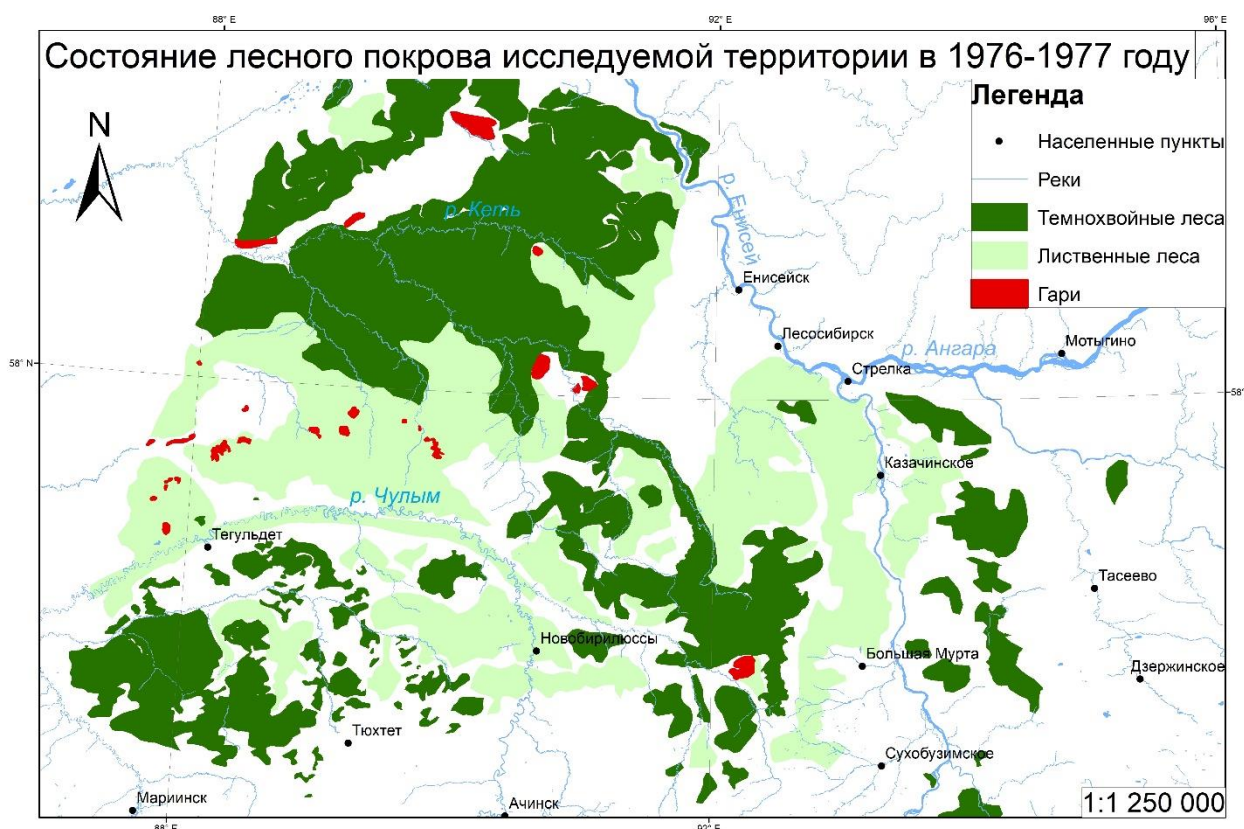 88° E
92° E
96° E
Состояние лесного покрова исследуемой территории в 1976-1977 году
Легенда
Населенные пункты
Реки
Темнохвойные леса
Лиственные леса
Гари
N
р. Кеть
р. Енисей
Енисейск
Лесосибирск
р. Ангара
Мотыгино
Стрелка
58° N
58°
Казачинское
р. Чулым
Тегульдет
Тасеево
Новобирилюссы
Большая Мурта
Дзержинское
Тюхтет
Сухобузимское
Мариинск
Ачинск
1:1 250 000
88° E
92° E